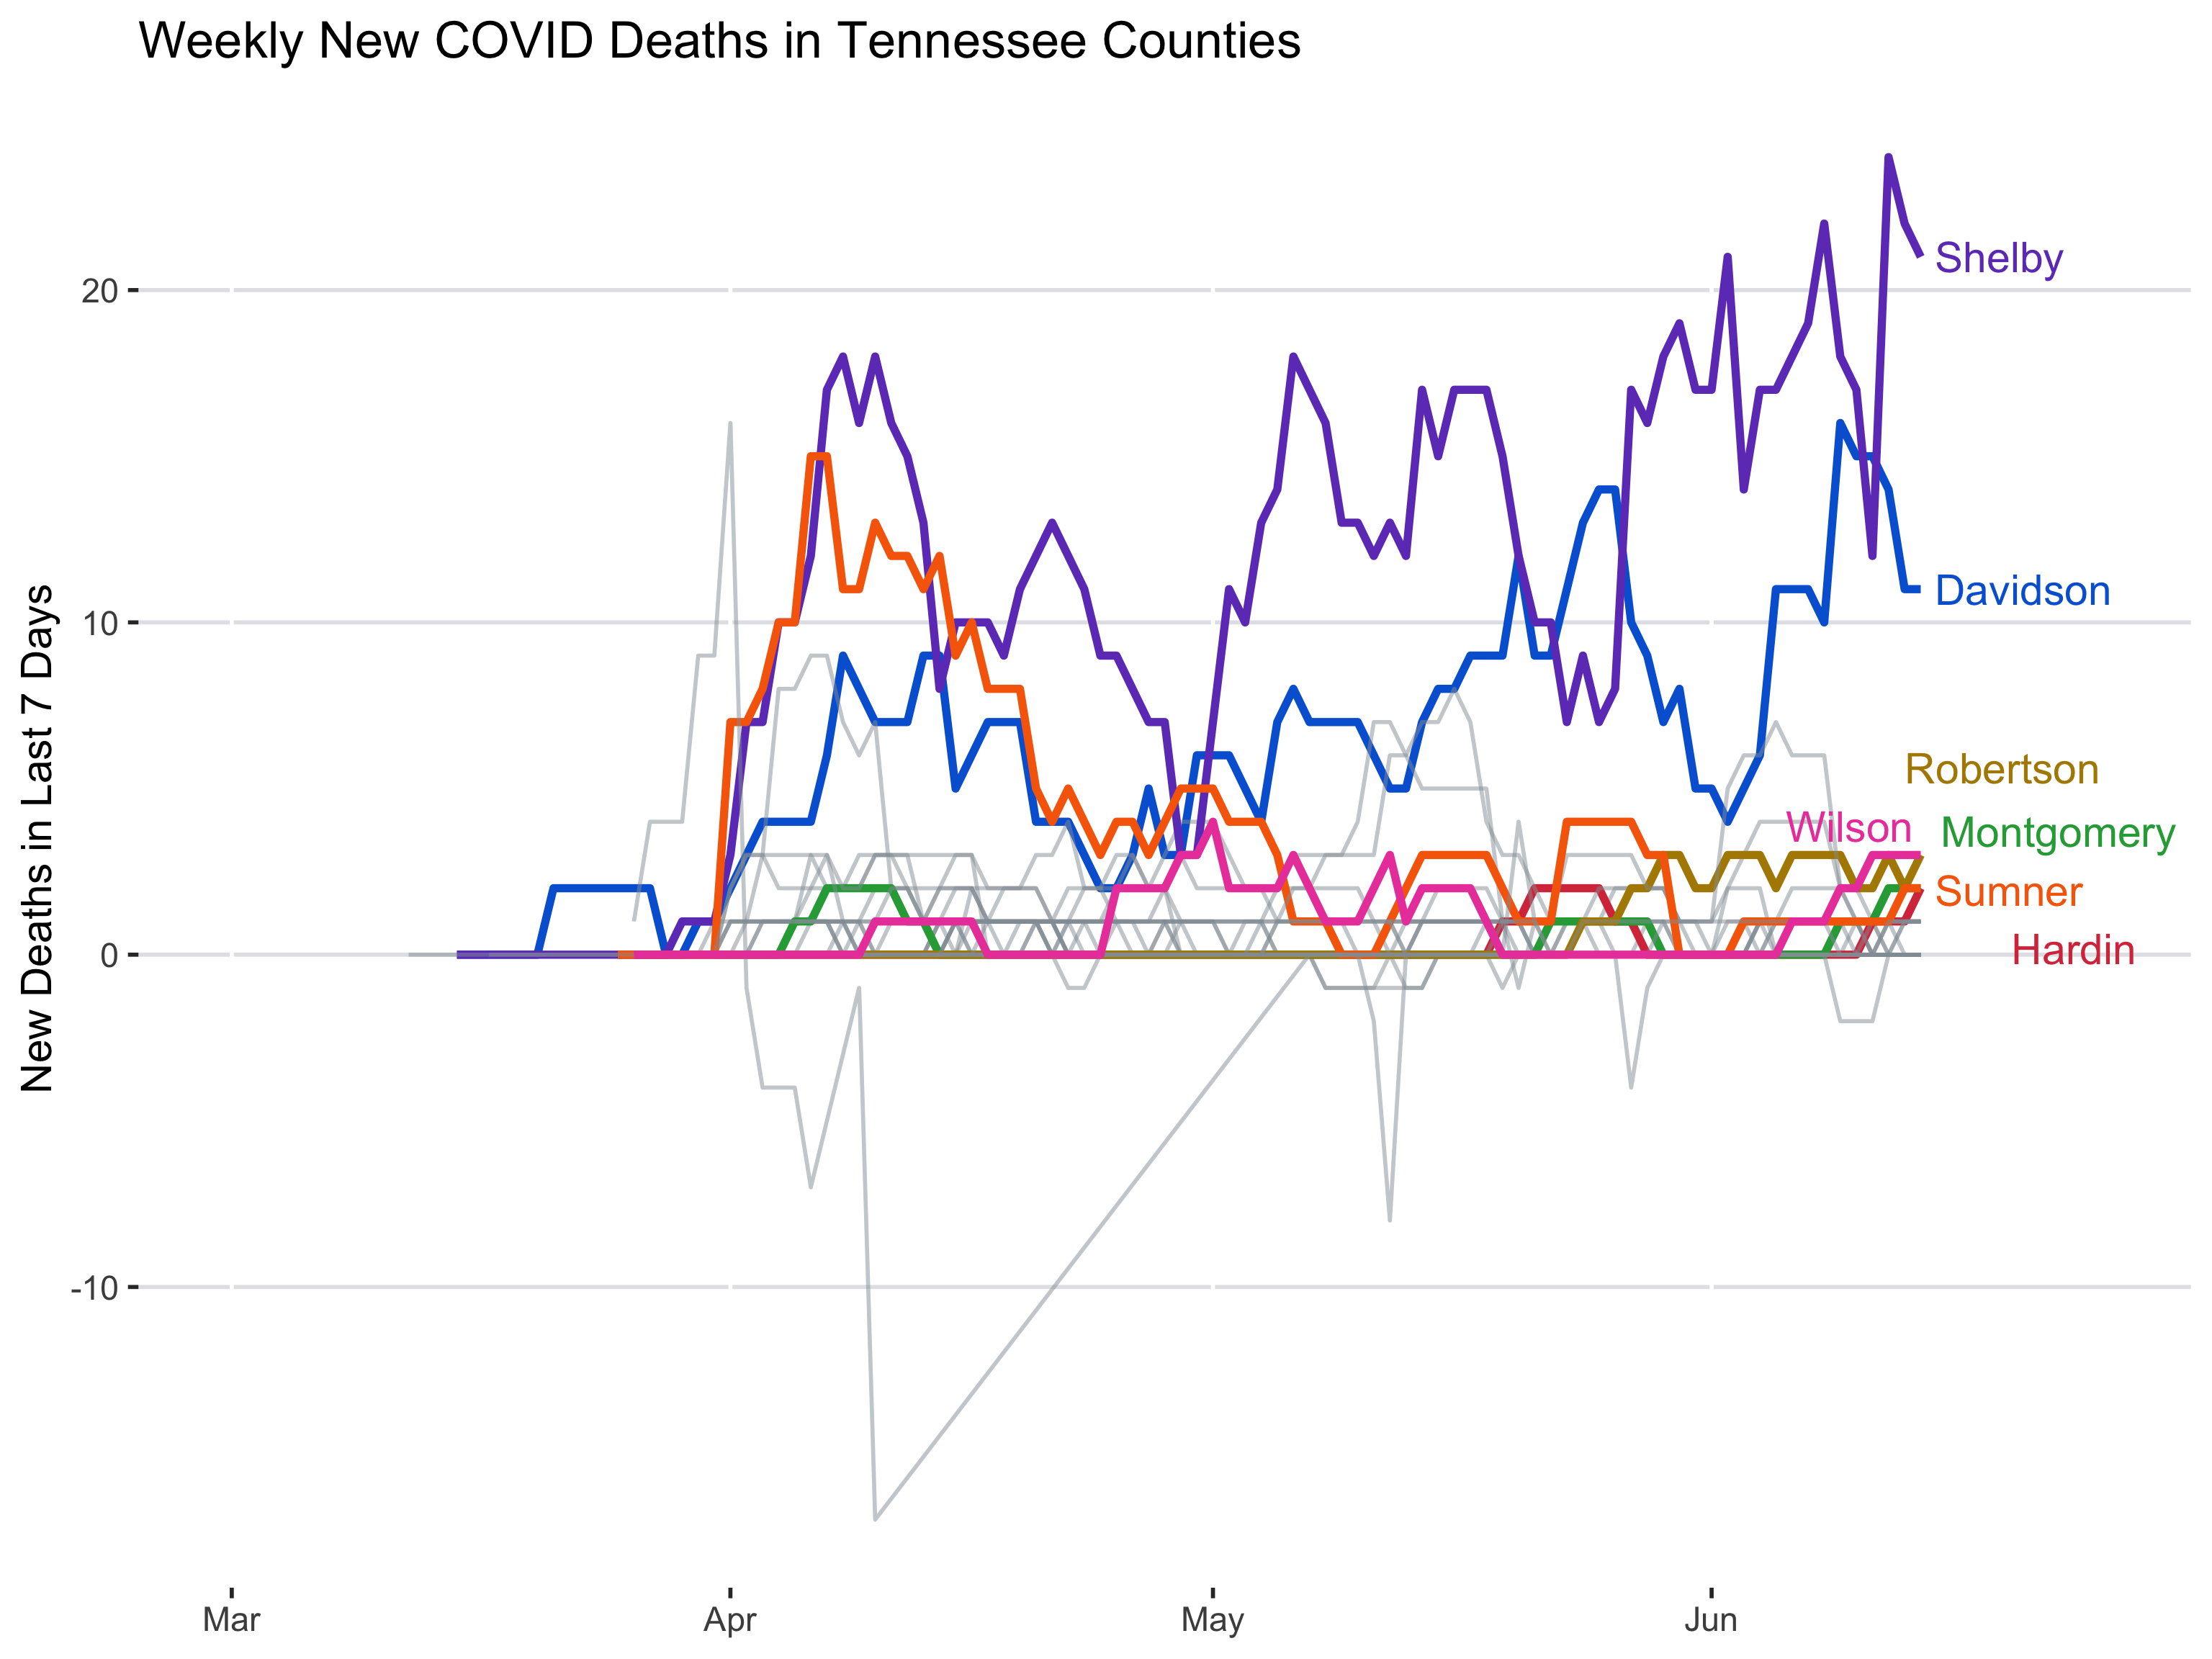 Weekly New COVID Deaths in Tennessee Counties
New Deaths in Last 7 Days
20
10
0
-10
Shelby
Davidson
Robertson
Wilson
Montgomery
Sumner
Hardin
Mar
Apr
May
Jun